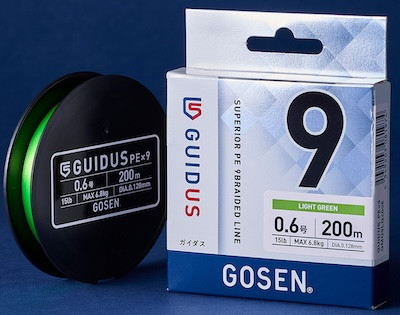 GUIDUS PE×9
0.6号 200m
15lb MAX 6.8kg DIA.0.128mm
GOSEN
GUIDUS
ガイダス
SUPERIOR PE 9BRAIDED LINE
9
LIGHT GREEN
0.6号 200m
15lb MAX 6.8kg DIA.0.128mm
GOSEN®